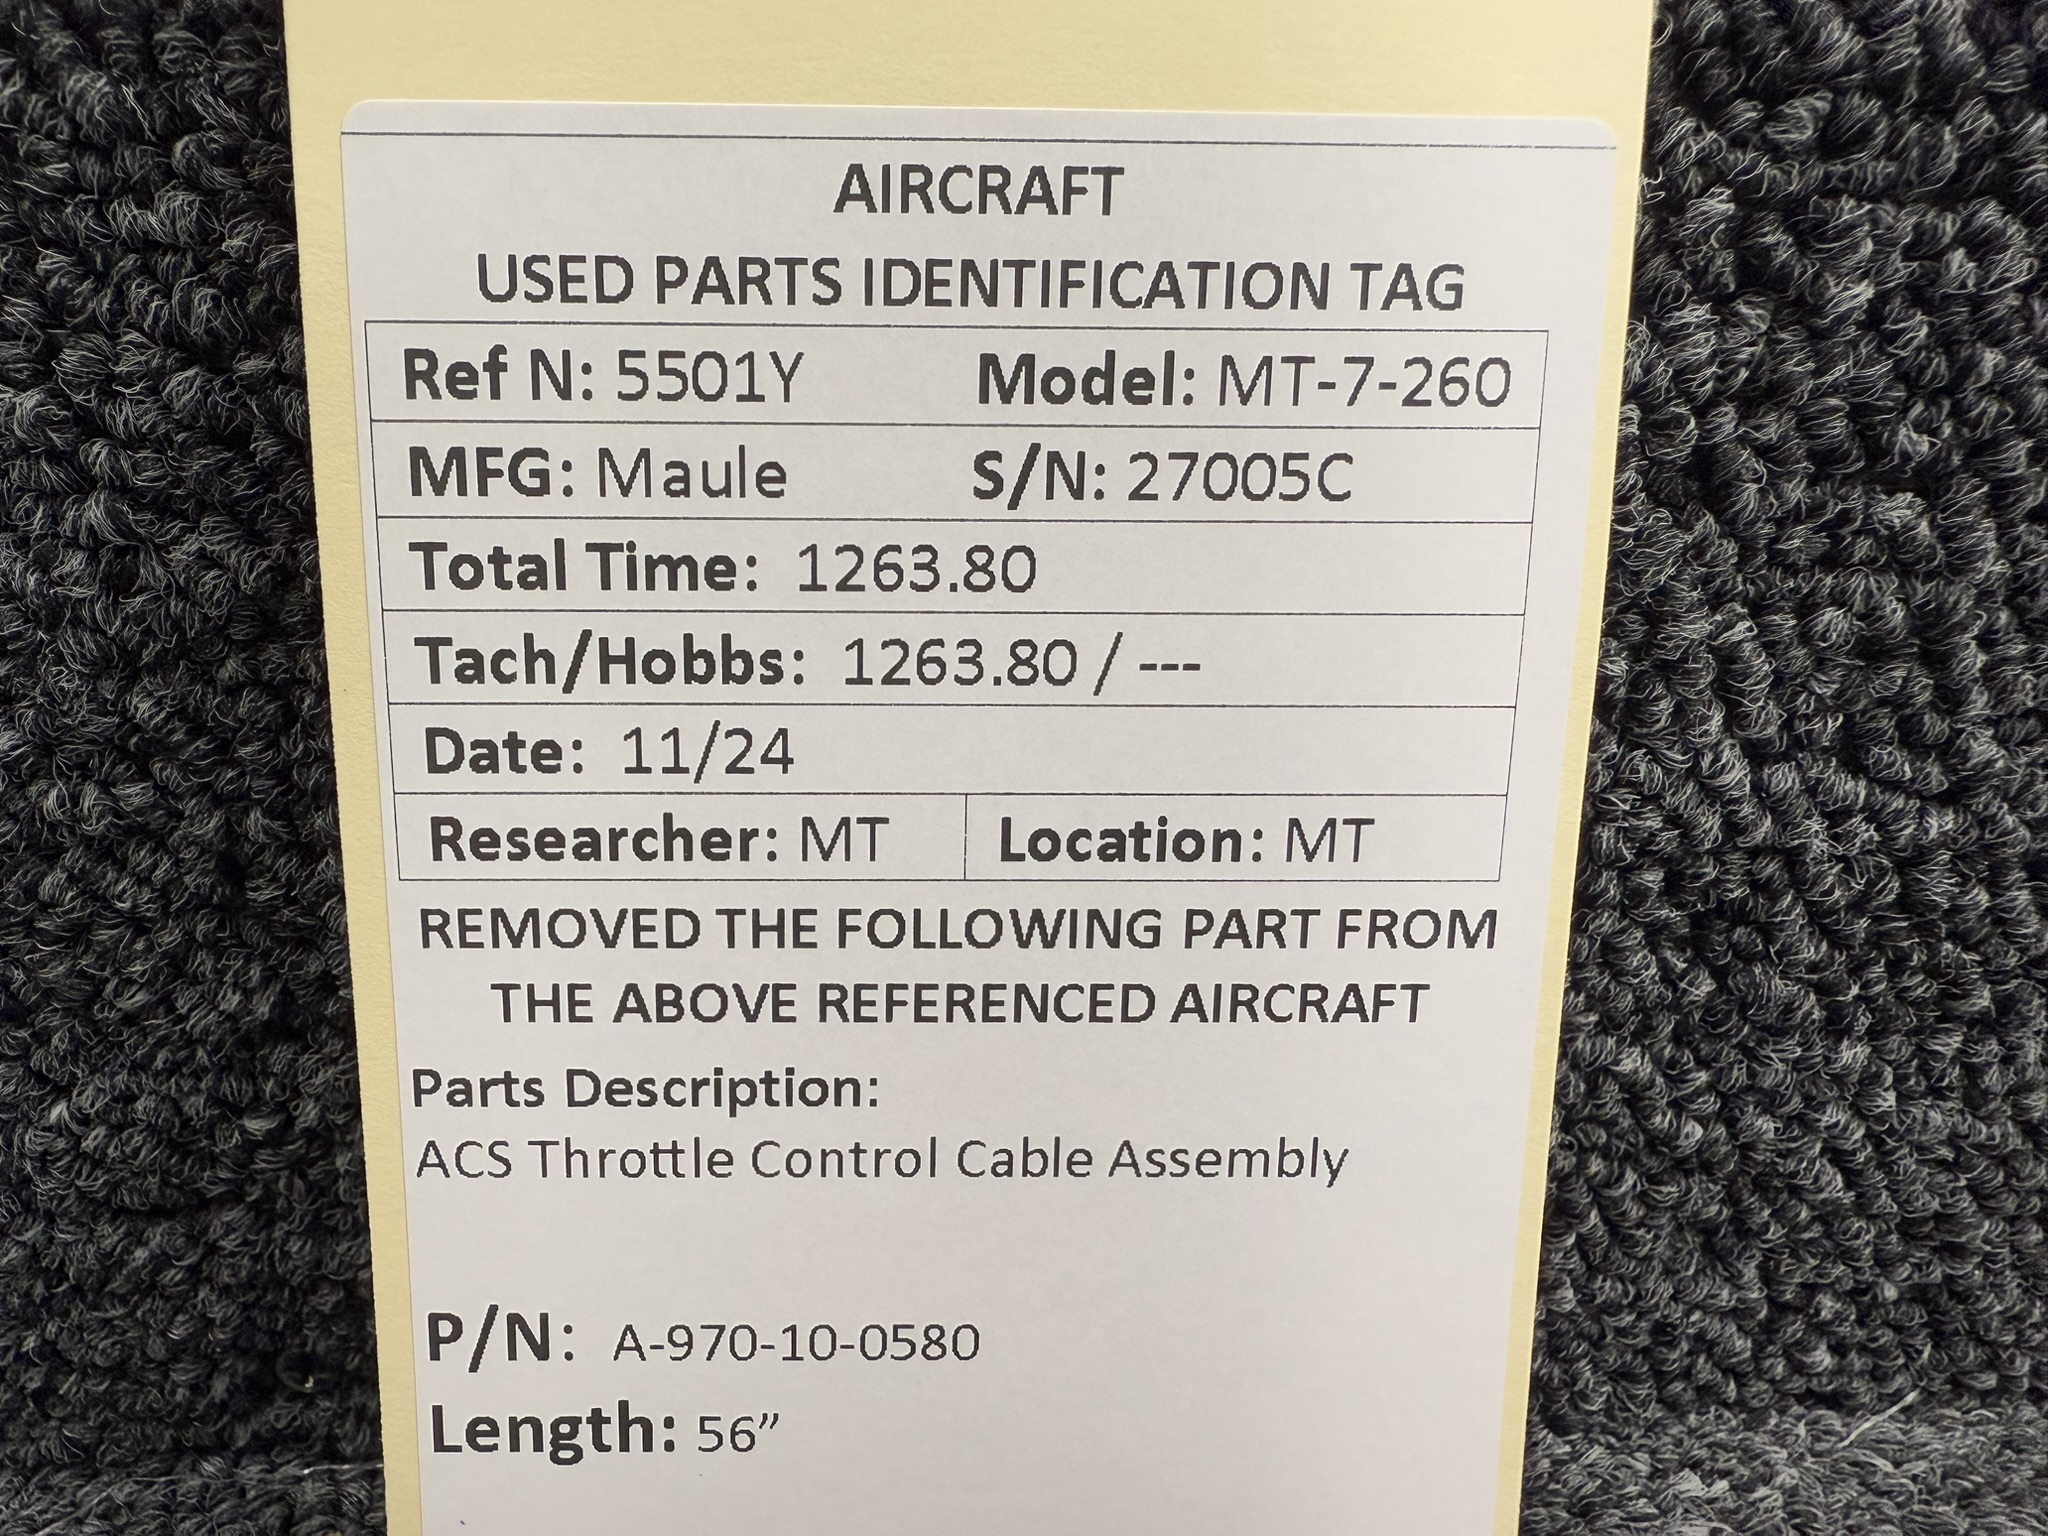 AIRCRAFT
USED PARTS IDENTIFICATION TAG
Ref N: 5501Y Model: MT-7-260
MFG: Maule S/N: 27005C
Total Time: 1263.80
Tach/Hobbs: 1263.80 / ---
Date: 11/24
Researcher: MT Location: MT
REMOVED THE FOLLOWING PART FROM
THE ABOVE REFERENCED AIRCRAFT
Parts Description:
ACS Throttle Control Cable Assembly
P/N: A-970-10-0580
Length: 56”